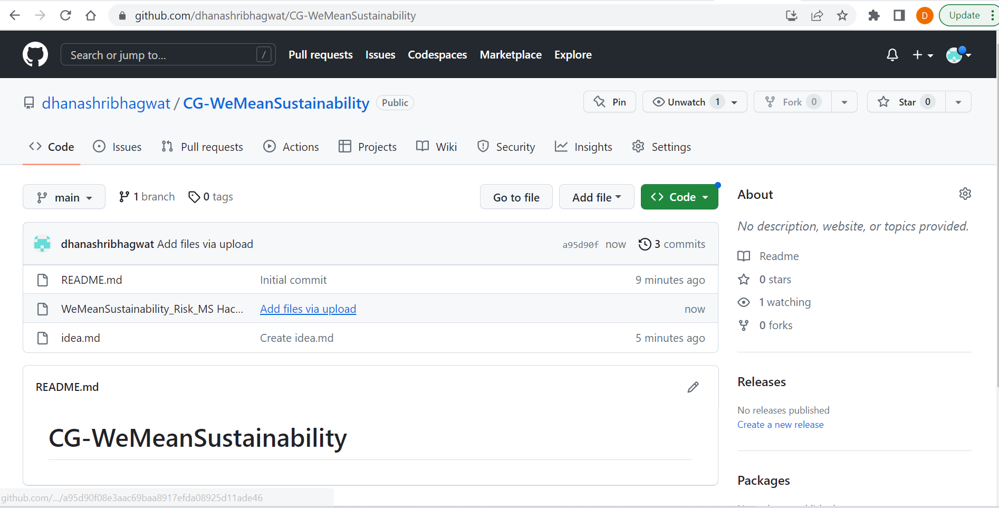 github.com/dhanashribhagwat/CG-WeMeanSustainability
D
Update
Search or jump to...
/
Pull requests
Issues
Codespaces
Marketplace
Explore
dhanashribhagwat / CG-WeMeanSustainability
Public
Pin
Unwatch 1
Fork 0
Star 0
Code
Issues
Pull requests
Actions
Projects
Wiki
Security
Insights
Settings
main
1 branch
0 tags
Go to file
Add file
Code
dhanashribhagwat Add files via upload
a95d90f now
3 commits
README.md
Initial commit
9 minutes ago
WeMeanSustainability_Risk_MS Hac...
Add files via upload
now
idea.md
Create idea.md
5 minutes ago
README.md
CG-WeMeanSustainability
About
No description, website, or topics provided.
Readme
0 stars
1 watching
0 forks
Releases
No releases published
Create a new release
Packages
github.com/.../a95d90f08e3aac69baa8917efda08925d11ade46